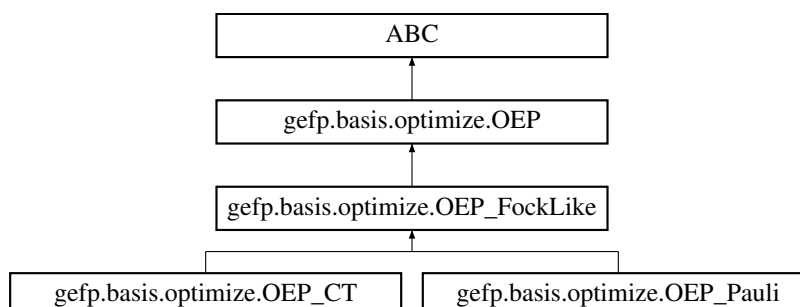 ABC
gefp.basis.optimize.OEP
gefp.basis.optimize.OEP_FockLike
gefp.basis.optimize.OEP_CT
gefp.basis.optimize.OEP_Pauli